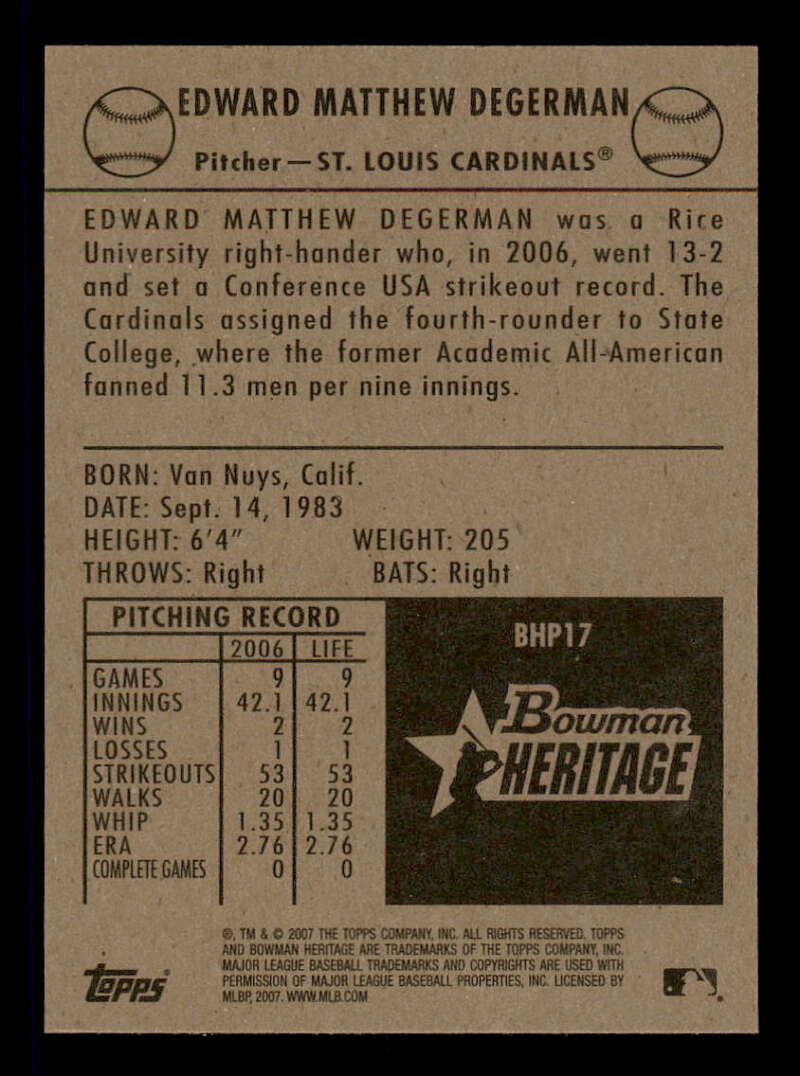 EDWARD MATTHEW DEGERMAN
Pitcher—ST. LOUIS CARDINALS®
EDWARD MATTHEW DEGERMAN was a Rice
University right-hander who, in 2006, went 13-2
and set a Conference USA strikeout record. The
Cardinals assigned the fourth-rounder to State
College, where the former Academic All-American
fanned 11.3 men per nine innings.
BORN: Van Nuys, Calif.
DATE: Sept. 14, 1983
HEIGHT: 6'4" WEIGHT: 205
THROWS: Right BATS: Right
PITCHING RECORD
2006 LIFE
GAMES 9 9
INNINGS 42.1 42.1
WINS 2 2
LOSSES 1 1
STRIKEOUTS 53 53
WALKS 20 20
WHIP 1.35 1.35
ERA 2.76 2.76
COMPLETE GAMES 0 0
BHP17
Bowman
HERITAGE
®, TM & © 2007 THE TOPPS COMPANY, INC. ALL RIGHTS RESERVED. TOPPS
AND BOWMAN HERITAGE ARE TRADEMARKS OF THE TOPPS COMPANY, INC.
MAJOR LEAGUE BASEBALL TRADEMARKS AND COPYRIGHTS ARE USED WITH
PERMISSION OF MAJOR LEAGUE BASEBALL PROPERTIES, INC. LICENSED BY
MLBP, 2007. WWW.MLB.COM
topps